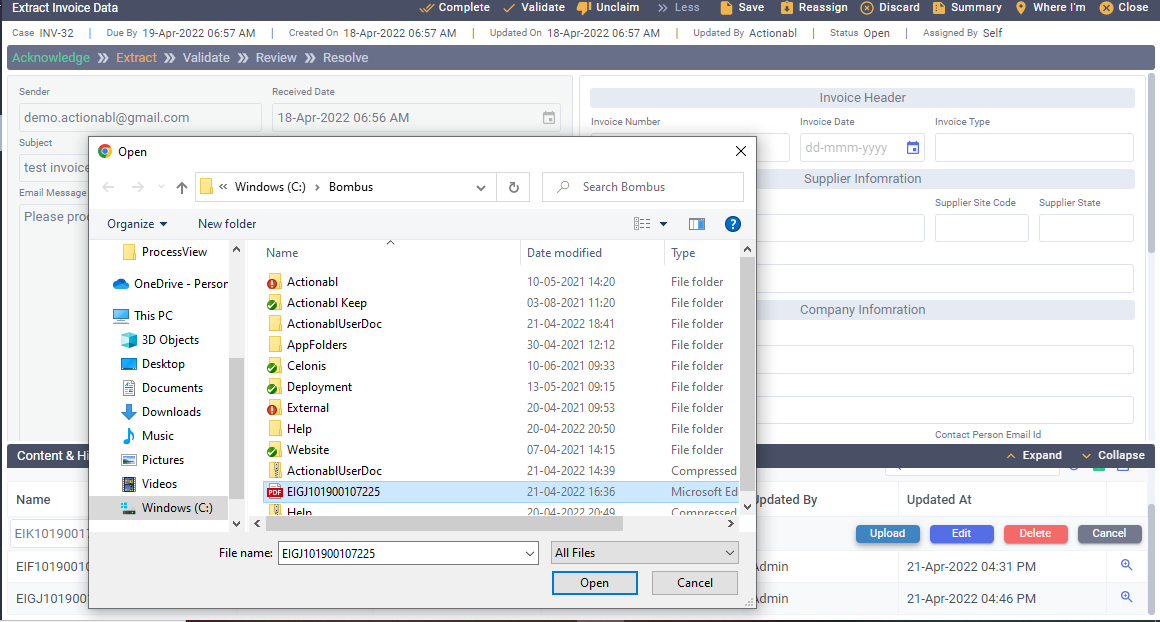 Extract Invoice Data Complete Validate Unclaim Less Save Reassign Discard Summary Where I'm Close
Case INV-32 | Due By 19-Apr-2022 06:57 AM | Created On 18-Apr-2022 06:57 AM | Updated On 18-Apr-2022 06:57 AM | Updated By Actionabl | Status Open | Assigned By Self
Acknowledge Extract Validate Review Resolve
Sender Received Date
demo.actionabl@gmail.com 18-Apr-2022 06:56 AM
Subject
test invoice
Email Message
Please
Invoice Header
Invoice Number Invoice Date Invoice Type
dd-mmm-yyyy
Supplier Infomration
Supplier Site Code Supplier State
Company Infomration
Contact Person Email Id
Open
« Windows (C:) › Bombus
Search Bombus
Organize New folder
ProcessView
OneDrive - Person
This PC
3D Objects
Desktop
Documents
Downloads
Music
Pictures
Videos
Windows (C:)
Name Date modified Type
Actionabl 10-05-2021 14:20 File folder
Actionabl Keep 03-08-2021 11:20 File folder
ActionablUserDoc 21-04-2022 18:41 File folder
AppFolders 30-04-2021 12:12 File folder
Celonis 10-06-2021 09:33 File folder
Deployment 13-05-2021 09:15 File folder
External 20-04-2021 09:53 File folder
Help 20-04-2022 20:50 File folder
Website 07-04-2021 14:15 File folder
ActionablUserDoc 21-04-2022 14:39 Compressed
PDF EIGJ101900107225 21-04-2022 16:36 Microsoft Ed
Help 20-04-2022 20:49 Compressed
File name: EIGJ101900107225 All Files
Open Cancel
Content & Hi Expand Collapse
Name Updated By Updated At
EIK10190017 Upload Edit Delete Cancel
EIF1019010 Admin 21-Apr-2022 04:31 PM
EIGJ101900 Admin 21-Apr-2022 04:46 PM